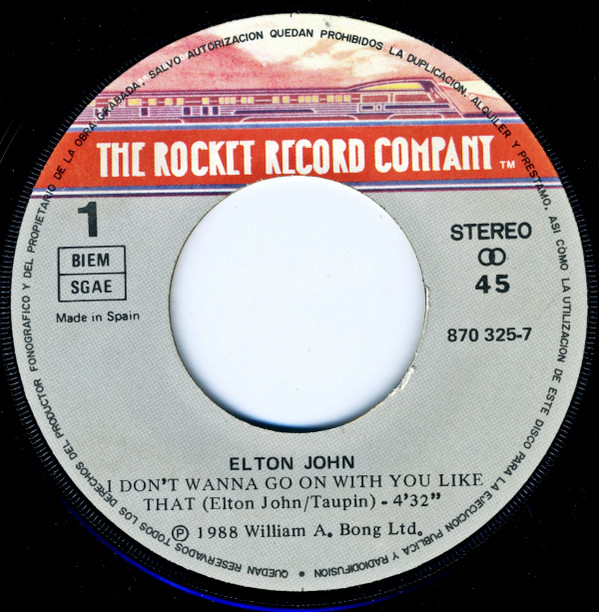 QUEDAN RESERVADOS TODOS LOS DERECHOS DEL PRODUCTOR FONOGRAFICO Y DEL PROPIETARIO DE LA OBRA GRABADA. SALVO AUTORIZACION QUEDAN PROHIBIDOS LA DUPLICACION, ALQUILER Y PRESTAMO, ASI COMO LA UTILIZACION DE ESTE DISCO PARA LA EJECUCION PUBLICA Y RADIODIFUSION •
THE ROCKET RECORD COMPANY TM
1
BIEM
SGAE
Made in Spain
STEREO
45
870 325-7
ELTON JOHN
I DON'T WANNA GO ON WITH YOU LIKE
THAT (Elton John/Taupin) - 4'32"
Ⓟ 1988 William A. Bong Ltd.